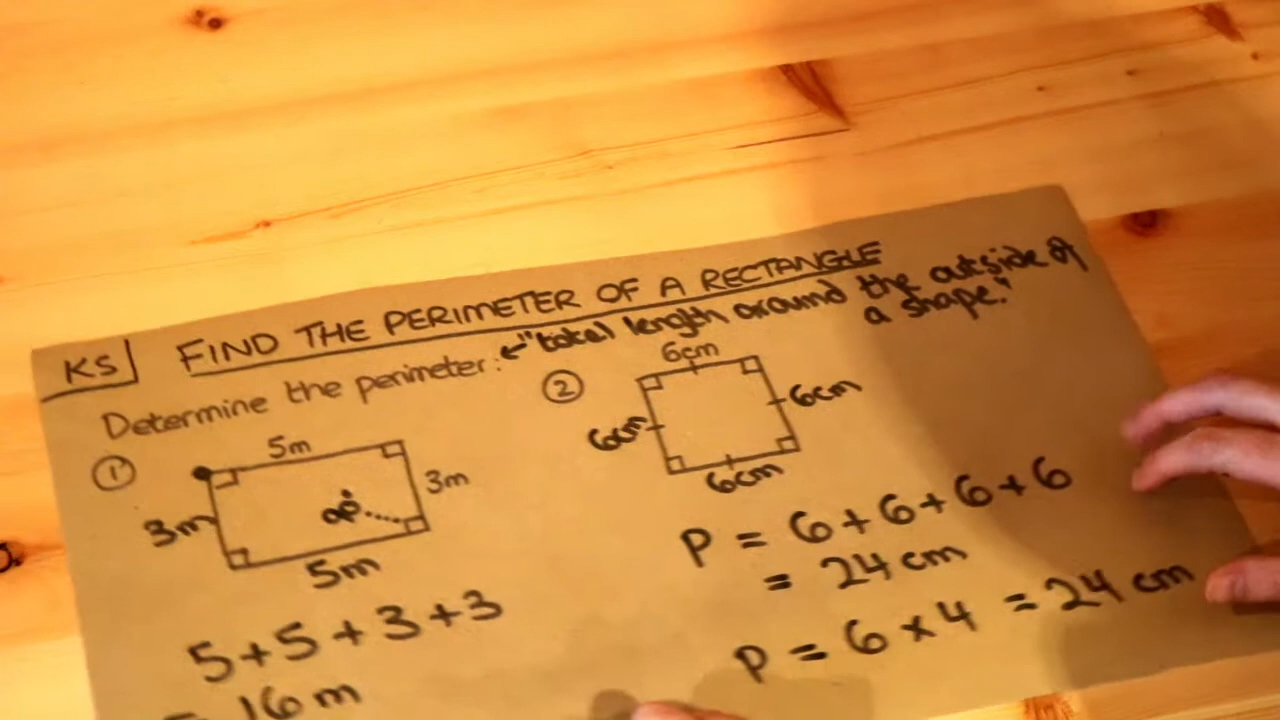 KS FIND THE PERIMETER OF A RECTANGLE
Determine the perimeter: ← "total length around the outside of
a shape."
①
5m
3m
3m
5m
5+5+3+3
= 16m
②
6cm
6cm
6cm
6cm
P = 6+6+6+6
= 24 cm
P = 6 × 4 = 24 cm